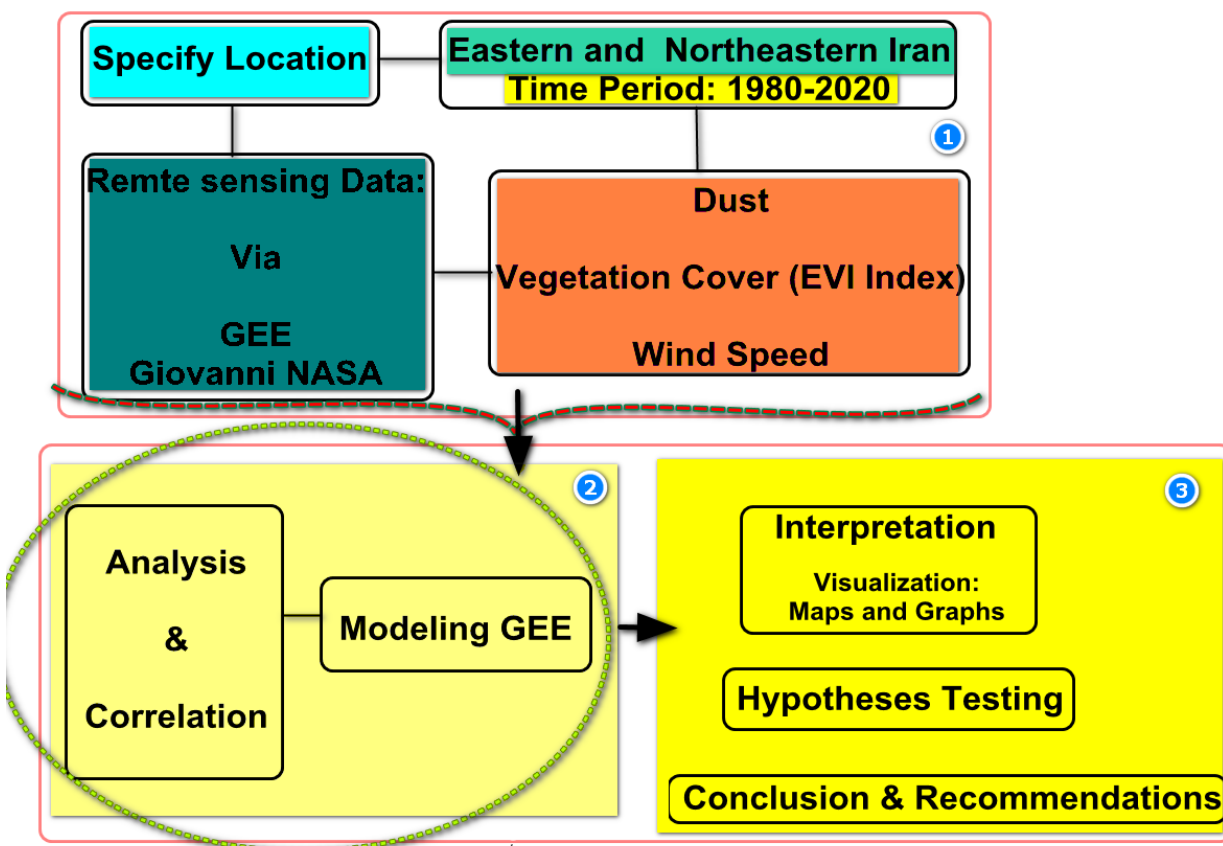 Specify Location
Eastern and Northeastern Iran
Time Period: 1980-2020
1
Remte sensing Data:
Via
GEE
Giovanni NASA
Dust
Vegetation Cover (EVI Index)
Wind Speed
2
Analysis
&
Correlation
Modeling GEE
3
Interpretation
Visualization:
Maps and Graphs
Hypotheses Testing
Conclusion & Recommendations